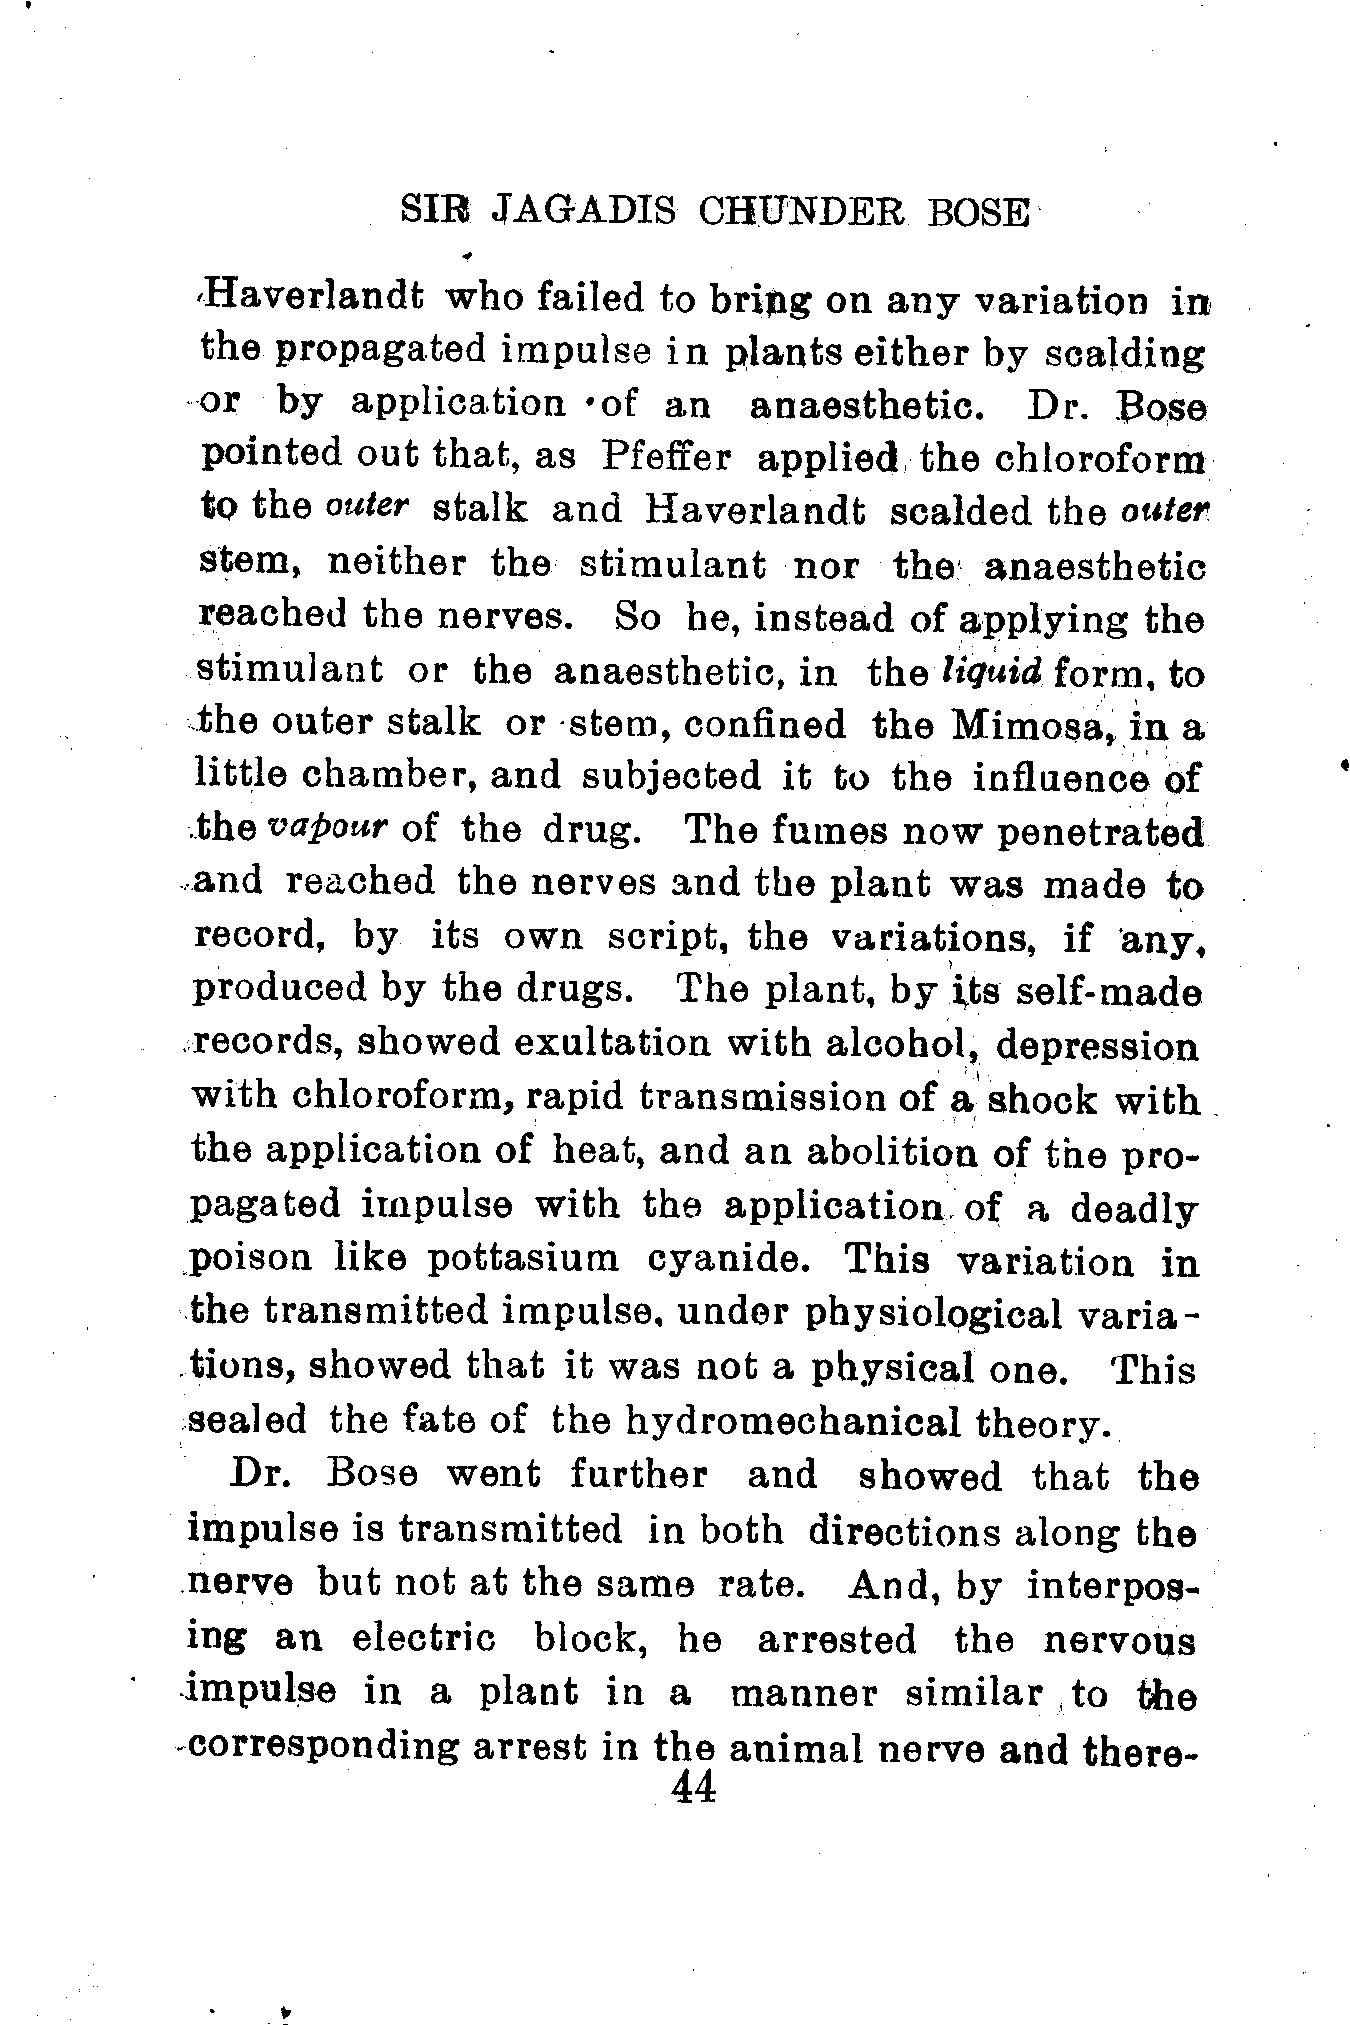 SIR JAGADIS CHUNDER BOSE
Haverlandt who failed to bring on any variation in
the propagated impulse in plants either by scalding
or by application of an anaesthetic. Dr. Bose
pointed out that, as Pfeffer applied the chloroform
to the outer stalk and Haverlandt scalded the outer
stem, neither the stimulant nor the anaesthetic
reached the nerves. So he, instead of applying the
stimulant or the anaesthetic, in the liquid form, to
the outer stalk or stem, confined the Mimosa, in a
little chamber, and subjected it to the influence of
the vapour of the drug. The fumes now penetrated
and reached the nerves and the plant was made to
record, by its own script, the variations, if any,
produced by the drugs. The plant, by its self-made
records, showed exultation with alcohol, depression
with chloroform, rapid transmission of a shock with
the application of heat, and an abolition of the pro-
pagated impulse with the application of a deadly
poison like pottasium cyanide. This variation in
the transmitted impulse, under physiological varia-
tions, showed that it was not a physical one. This
sealed the fate of the hydromechanical theory.
Dr. Bose went further and showed that the
impulse is transmitted in both directions along the
nerve but not at the same rate. And, by interpos-
ing an electric block, he arrested the nervous
impulse in a plant in a manner similar to the
corresponding arrest in the animal nerve and there-
44